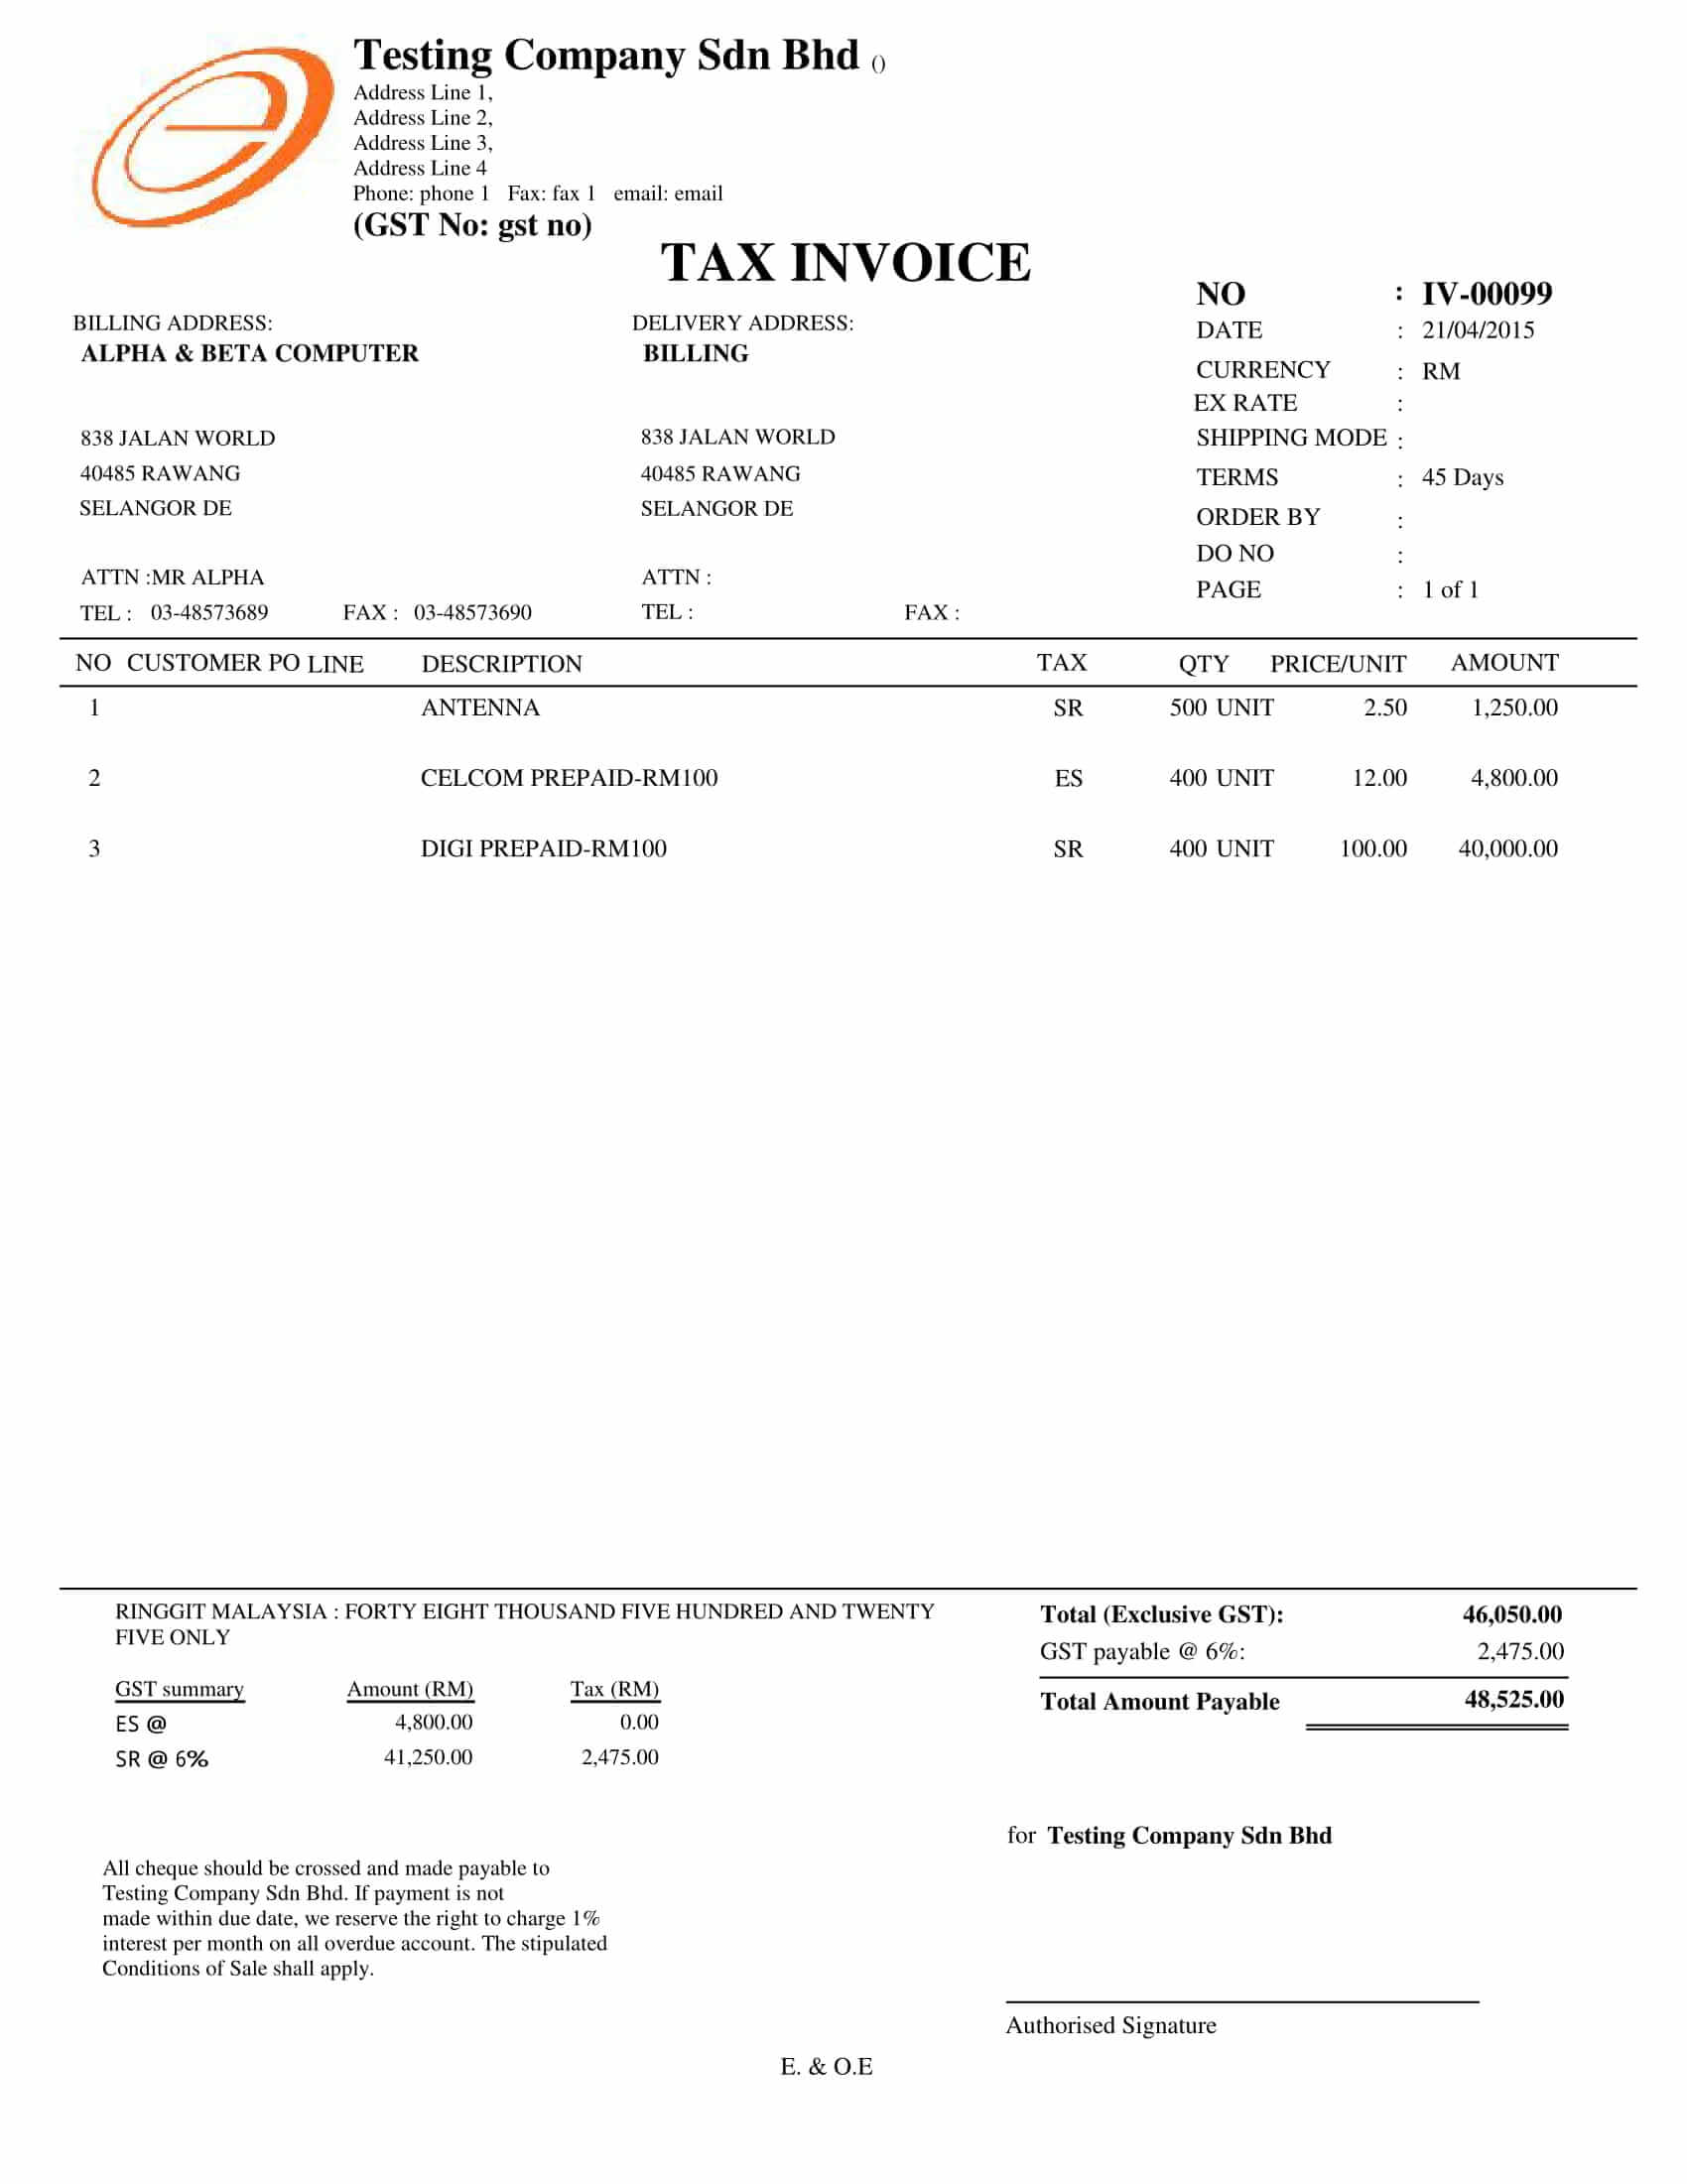 Testing Company Sdn Bhd ()
Address Line 1,
Address Line 2,
Address Line 3,
Address Line 4
Phone: phone 1 Fax: fax 1 email: email
(GST No: gst no)
TAX INVOICE
BILLING ADDRESS:
ALPHA & BETA COMPUTER
838 JALAN WORLD
40485 RAWANG
SELANGOR DE
ATTN :MR ALPHA
TEL : 03-48573689 FAX : 03-48573690
DELIVERY ADDRESS:
BILLING
838 JALAN WORLD
40485 RAWANG
SELANGOR DE
ATTN :
TEL : FAX :
NO : IV-00099
DATE : 21/04/2015
CURRENCY : RM
EX RATE :
SHIPPING MODE :
TERMS : 45 Days
ORDER BY :
DO NO :
PAGE : 1 of 1
NO CUSTOMER PO LINE DESCRIPTION TAX QTY PRICE/UNIT AMOUNT
1 ANTENNA SR 500 UNIT 2.50 1,250.00
2 CELCOM PREPAID-RM100 ES 400 UNIT 12.00 4,800.00
3 DIGI PREPAID-RM100 SR 400 UNIT 100.00 40,000.00
RINGGIT MALAYSIA : FORTY EIGHT THOUSAND FIVE HUNDRED AND TWENTY
FIVE ONLY
GST summary Amount (RM) Tax (RM)
ES @ 4,800.00 0.00
SR @ 6% 41,250.00 2,475.00
Total (Exclusive GST): 46,050.00
GST payable @ 6%: 2,475.00
Total Amount Payable 48,525.00
for Testing Company Sdn Bhd
All cheque should be crossed and made payable to
Testing Company Sdn Bhd. If payment is not
made within due date, we reserve the right to charge 1%
interest per month on all overdue account. The stipulated
Conditions of Sale shall apply.
Authorised Signature
E. & O.E